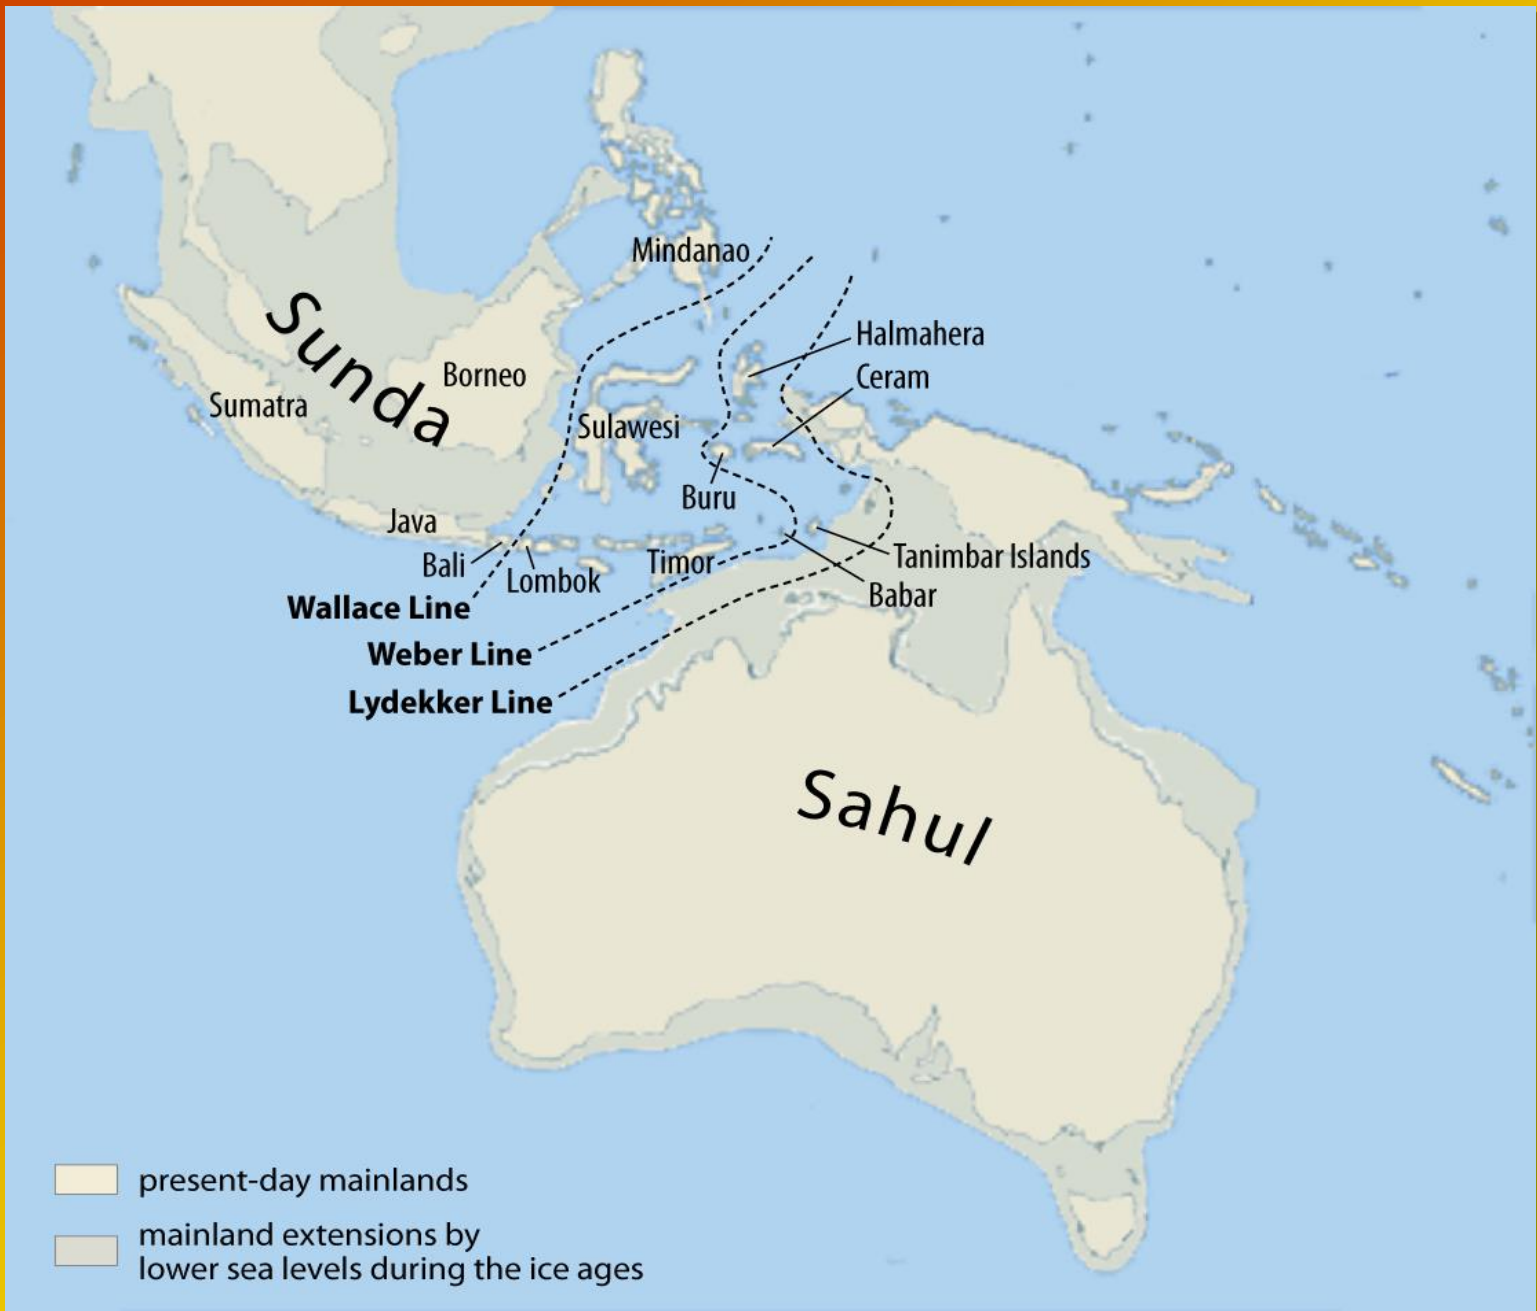 Mindanao
Halmahera
Ceram
Sunda
Borneo
Sumatra
Sulawesi
Buru
Java
Bali
Lombok
Timor
Tanimbar Islands
Babar
Wallace Line
Weber Line
Lydekker Line
Sahul
present-day mainlands
mainland extensions by
lower sea levels during the ice ages